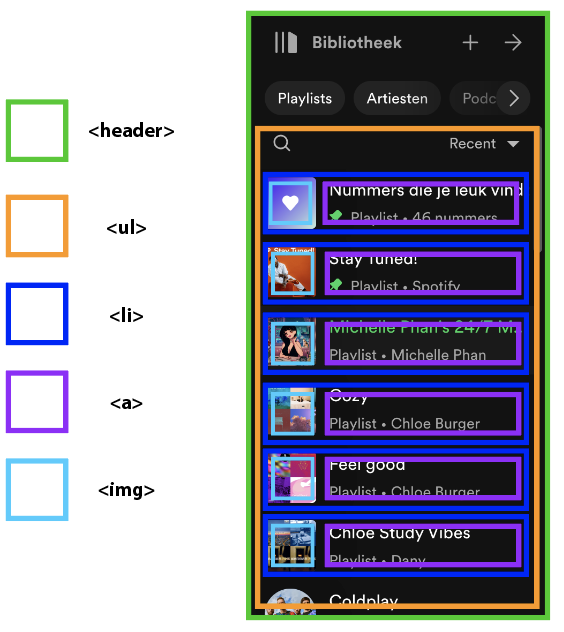 Bibliotheek
Playlists Artiesten Podc
<header>
Recent
<ul>
Nummers die je leuk vind
Playlist • 46 nummers
Stay Tuned!
Playlist • Spotify
<li>
Michelle Phan's 24/7 M...
Playlist • Michelle Phan
<a>
Cozy
Playlist • Chloe Burger
Feel good
Playlist • Chloe Burger
<img>
Chloe Study Vibes
Playlist • Dany
Coldplay